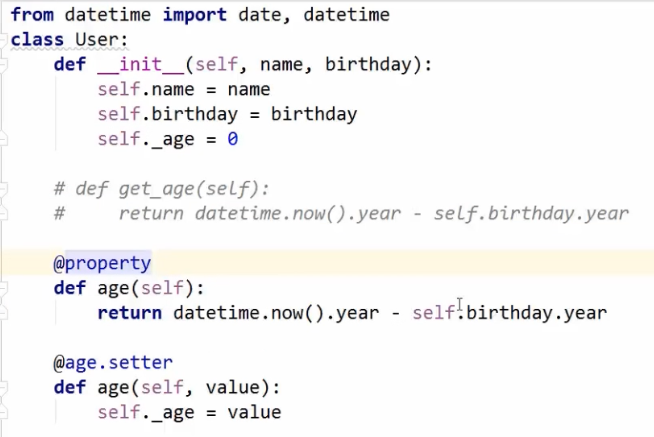 from datetime import date, datetime
class User:
    def __init__(self, name, birthday):
        self.name = name
        self.birthday = birthday
        self._age = 0
    # def get_age(self):
    #     return datetime.now().year - self.birthday.year
    @property
    def age(self):
        return datetime.now().year - self.birthday.year
    @age.setter
    def age(self, value):
        self._age = value